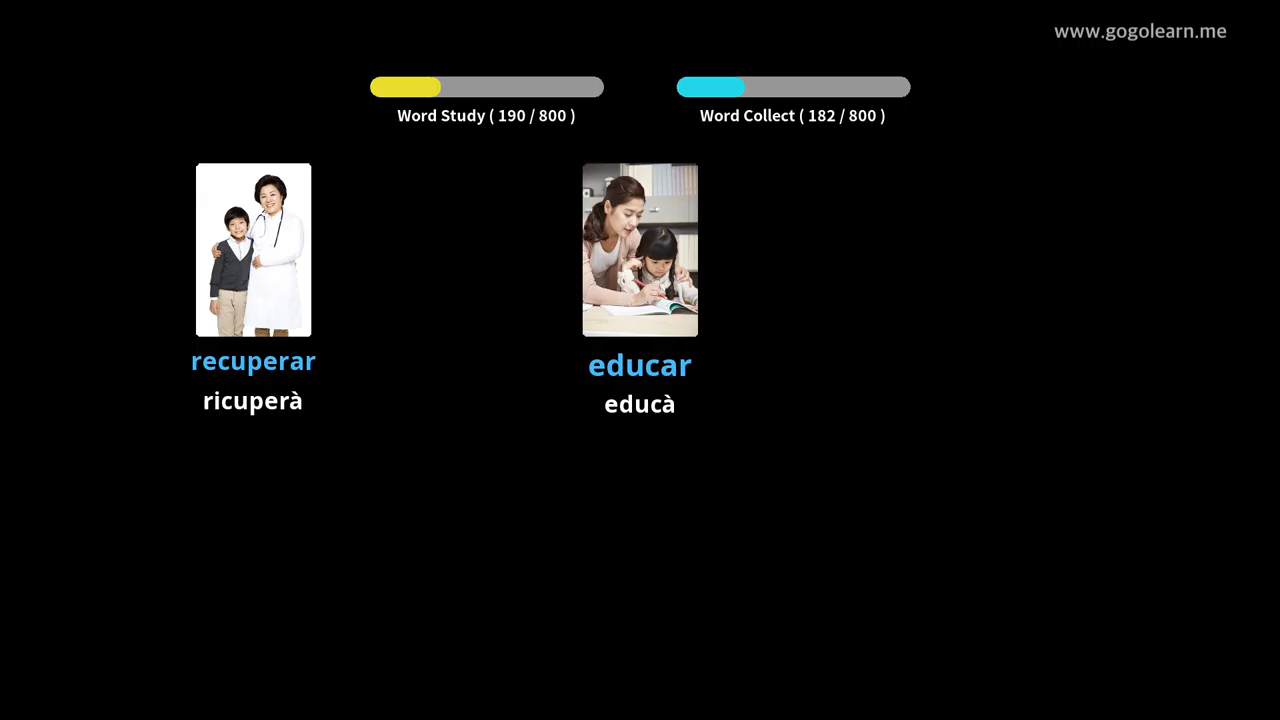 www.gogolearn.me
Word Study ( 190 / 800 )
Word Collect ( 182 / 800 )
recuperar
ricuperà
educar
educà